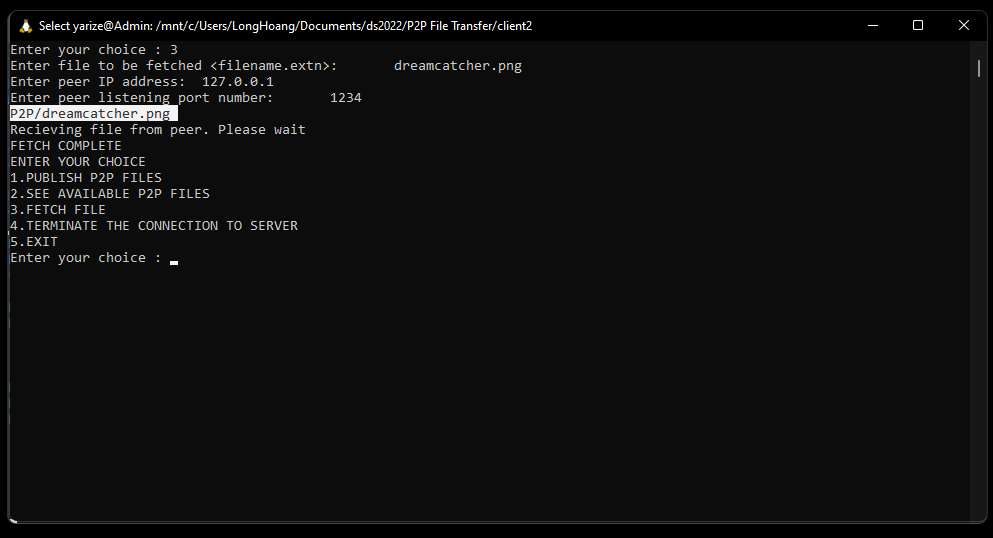 Select yarize@Admin: /mnt/c/Users/LongHoang/Documents/ds2022/P2P File Transfer/client2
Enter your choice : 3
Enter file to be fetched <filename.extn>: dreamcatcher.png
Enter peer IP address: 127.0.0.1
Enter peer listening port number: 1234
P2P/dreamcatcher.png
Recieving file from peer. Please wait
FETCH COMPLETE
ENTER YOUR CHOICE
1.PUBLISH P2P FILES
2.SEE AVAILABLE P2P FILES
3.FETCH FILE
4.TERMINATE THE CONNECTION TO SERVER
5.EXIT
Enter your choice :